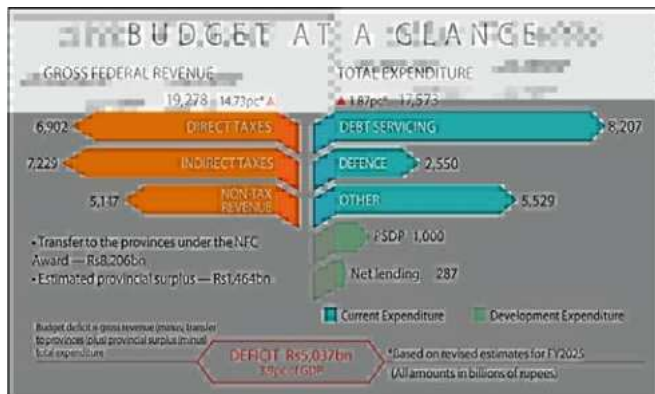 BUDGET AT A GLANCE
GROSS FEDERAL REVENUE
19,278 14.73pc* ▲
6,902 DIRECT TAXES
7,229 INDIRECT TAXES
5,147 NON-TAX
REVENUE
• Transfer to the provinces under the NFC
Award — Rs8,206bn
• Estimated provincial surplus — Rs1,464bn
TOTAL EXPENDITURE
▲ 1.87pc* 17,573
DEBT SERVICING 8,207
DEFENCE 2,550
OTHER 5,529
PSDP 1,000
Net lending 287
Current Expenditure Development Expenditure
Budget deficit = gross revenue (minus) transfer
to provinces (plus) provincial surplus (minus)
total expenditure
DEFICIT Rs5,037bn
3.9pc of GDP
*Based on revised estimates for FY2025
(All amounts in billions of rupees)